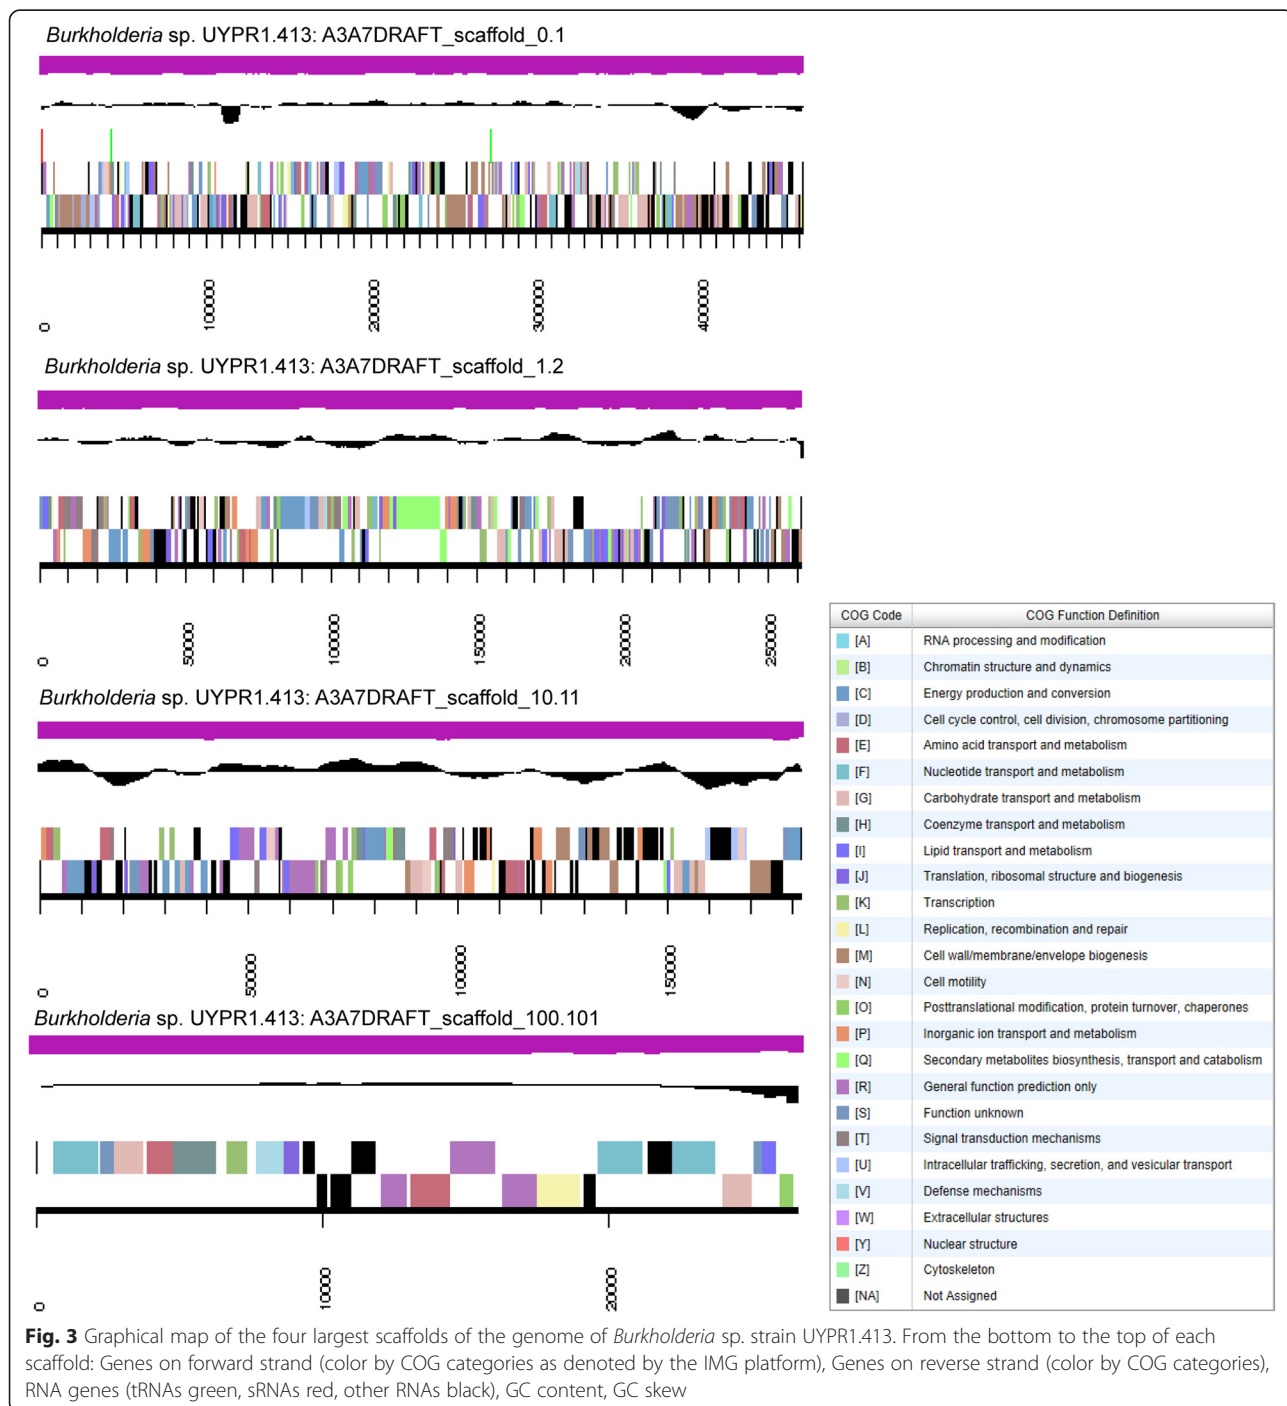 Burkholderia sp. UYPR1.413: A3A7DRAFT_scaffold_0.1
0
100000
200000
300000
400000
Burkholderia sp. UYPR1.413: A3A7DRAFT_scaffold_1.2
0
50000
100000
150000
200000
250000
Burkholderia sp. UYPR1.413: A3A7DRAFT_scaffold_10.11
0
50000
100000
150000
Burkholderia sp. UYPR1.413: A3A7DRAFT_scaffold_100.101
0
10000
20000
COG Code COG Function Definition
[A] RNA processing and modification
[B] Chromatin structure and dynamics
[C] Energy production and conversion
[D] Cell cycle control, cell division, chromosome partitioning
[E] Amino acid transport and metabolism
[F] Nucleotide transport and metabolism
[G] Carbohydrate transport and metabolism
[H] Coenzyme transport and metabolism
[I] Lipid transport and metabolism
[J] Translation, ribosomal structure and biogenesis
[K] Transcription
[L] Replication, recombination and repair
[M] Cell wall/membrane/envelope biogenesis
[N] Cell motility
[O] Posttranslational modification, protein turnover, chaperones
[P] Inorganic ion transport and metabolism
[Q] Secondary metabolites biosynthesis, transport and catabolism
[R] General function prediction only
[S] Function unknown
[T] Signal transduction mechanisms
[U] Intracellular trafficking, secretion, and vesicular transport
[V] Defense mechanisms
[W] Extracellular structures
[Y] Nuclear structure
[Z] Cytoskeleton
[NA] Not Assigned
Fig. 3 Graphical map of the four largest scaffolds of the genome of Burkholderia sp. strain UYPR1.413. From the bottom to the top of each
scaffold: Genes on forward strand (color by COG categories as denoted by the IMG platform), Genes on reverse strand (color by COG categories),
RNA genes (tRNAs green, sRNAs red, other RNAs black), GC content, GC skew